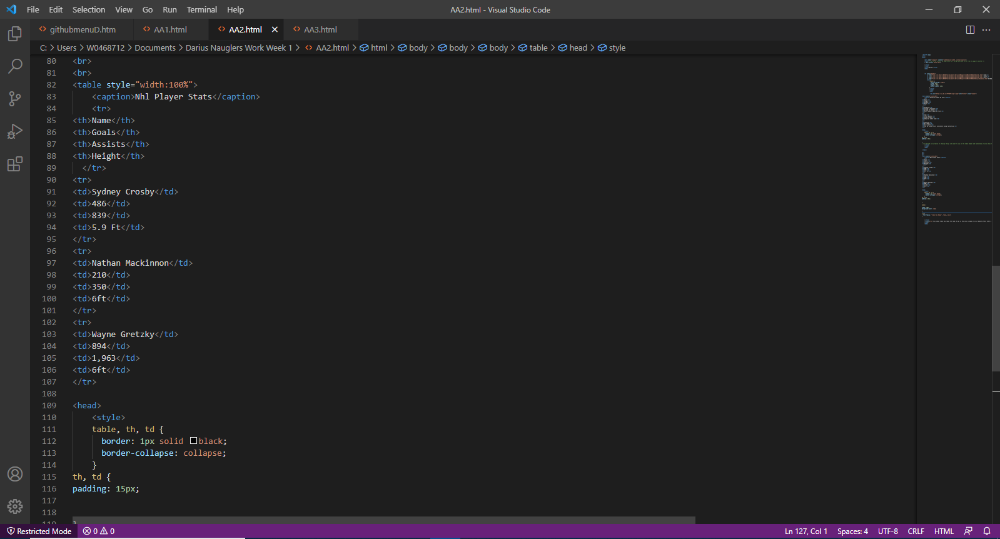 File Edit Selection View Go Run Terminal Help AA2.html - Visual Studio Code
githubmenuD.htm AA1.html AA2.html AA3.html
C: > Users > W0468712 > Documents > Darius Nauglers Work Week 1 > AA2.html > html > body > body > body > table > head > style
80 <br>
81 <br>
82 <table style="width:100%">
83 <caption>Nhl Player Stats</caption>
84 <tr>
85 <th>Name</th>
86 <th>Goals</th>
87 <th>Assists</th>
88 <th>Height</th>
89 </tr>
90 <tr>
91 <td>Sydney Crosby</td>
92 <td>486</td>
93 <td>839</td>
94 <td>5.9 Ft</td>
95 </tr>
96 <tr>
97 <td>Nathan Mackinnon</td>
98 <td>210</td>
99 <td>350</td>
100 <td>6ft</td>
101 </tr>
102 <tr>
103 <td>Wayne Gretzky</td>
104 <td>894</td>
105 <td>1,963</td>
106 <td>6ft</td>
107 </tr>
108
109 <head>
110 <style>
111 table, th, td {
112 border: 1px solid black;
113 border-collapse: collapse;
114 }
115 th, td {
116 padding: 15px;
117
118
119 }
Restricted Mode 0 0 Ln 127, Col 1 Spaces: 4 UTF-8 CRLF HTML